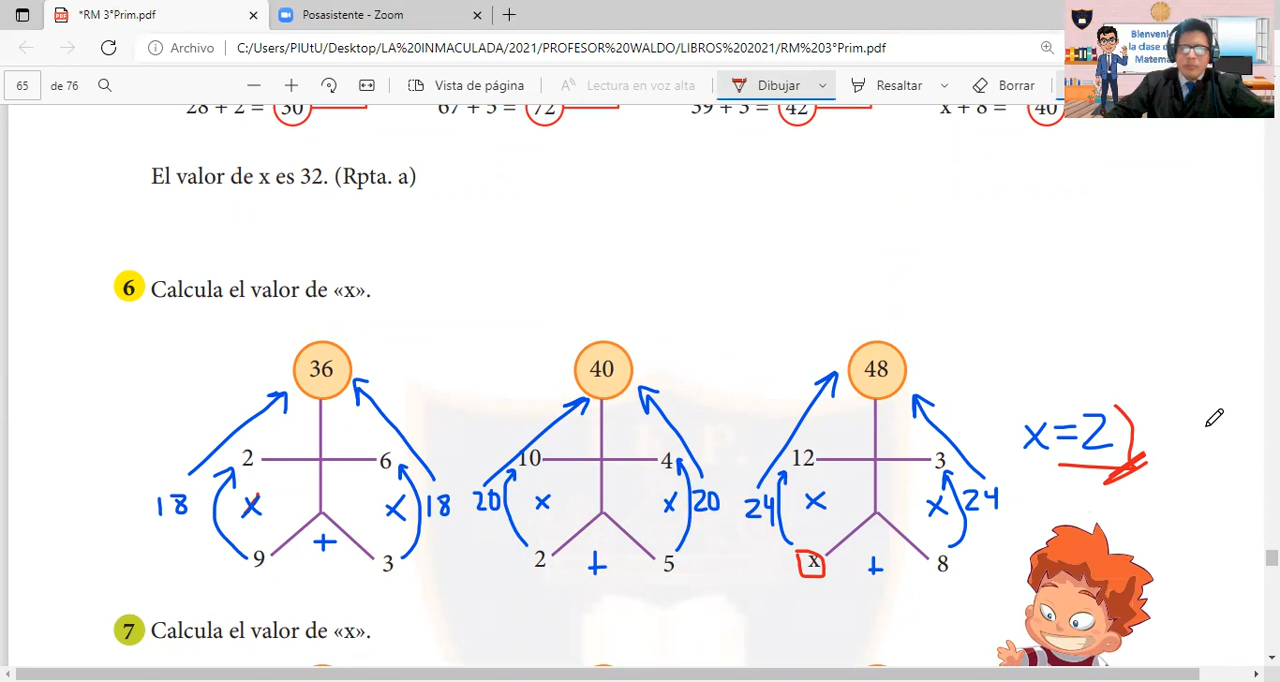 *RM 3°Prim.pdf
Posasistente - Zoom
Archivo
C:/Users/PIUtU/Desktop/LA%20INMACULADA/2021/PROFESOR%20WALDO/LIBROS%202021/RM%203°Prim.pdf
65 de 76
Vista de página
Lectura en voz alta
Dibujar
Resaltar
Borrar
Bienveni
la clase d
Matema
28 + 2 = 30
67 + 5 = 72
39 + 3 = 42
x + 8 = 40
El valor de x es 32. (Rpta. a)
6 Calcula el valor de «x».
36 40 48
x=2
2 6 10 4 12 3
18 x x 18 20 x x 20 24 x x 24
9 + 3 2 + 5 x + 8
7 Calcula el valor de «x».